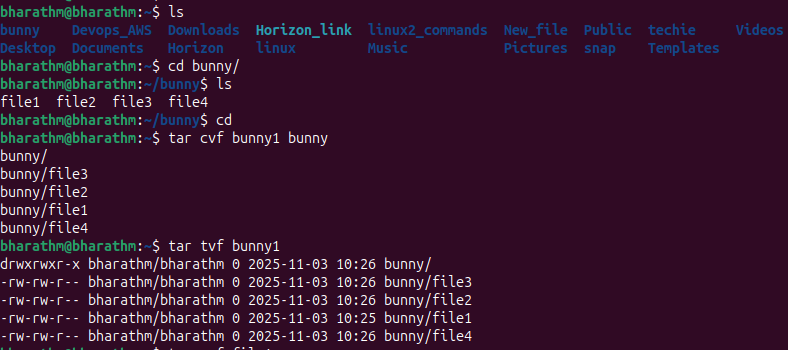 bharathm@bharathm:~$ ls
bunny    Devops_AWS  Downloads  Horizon_link  linux2_commands  New_file  Public  techie     Videos
Desktop  Documents   Horizon    linux         Music            Pictures  snap    Templates
bharathm@bharathm:~$ cd bunny/
bharathm@bharathm:~/bunny$ ls
file1  file2  file3  file4
bharathm@bharathm:~/bunny$ cd
bharathm@bharathm:~$ tar cvf bunny1 bunny
bunny/
bunny/file3
bunny/file2
bunny/file1
bunny/file4
bharathm@bharathm:~$ tar tvf bunny1
drwxrwxr-x bharathm/bharathm 0 2025-11-03 10:26 bunny/
-rw-rw-r-- bharathm/bharathm 0 2025-11-03 10:26 bunny/file3
-rw-rw-r-- bharathm/bharathm 0 2025-11-03 10:26 bunny/file2
-rw-rw-r-- bharathm/bharathm 0 2025-11-03 10:25 bunny/file1
-rw-rw-r-- bharathm/bharathm 0 2025-11-03 10:26 bunny/file4